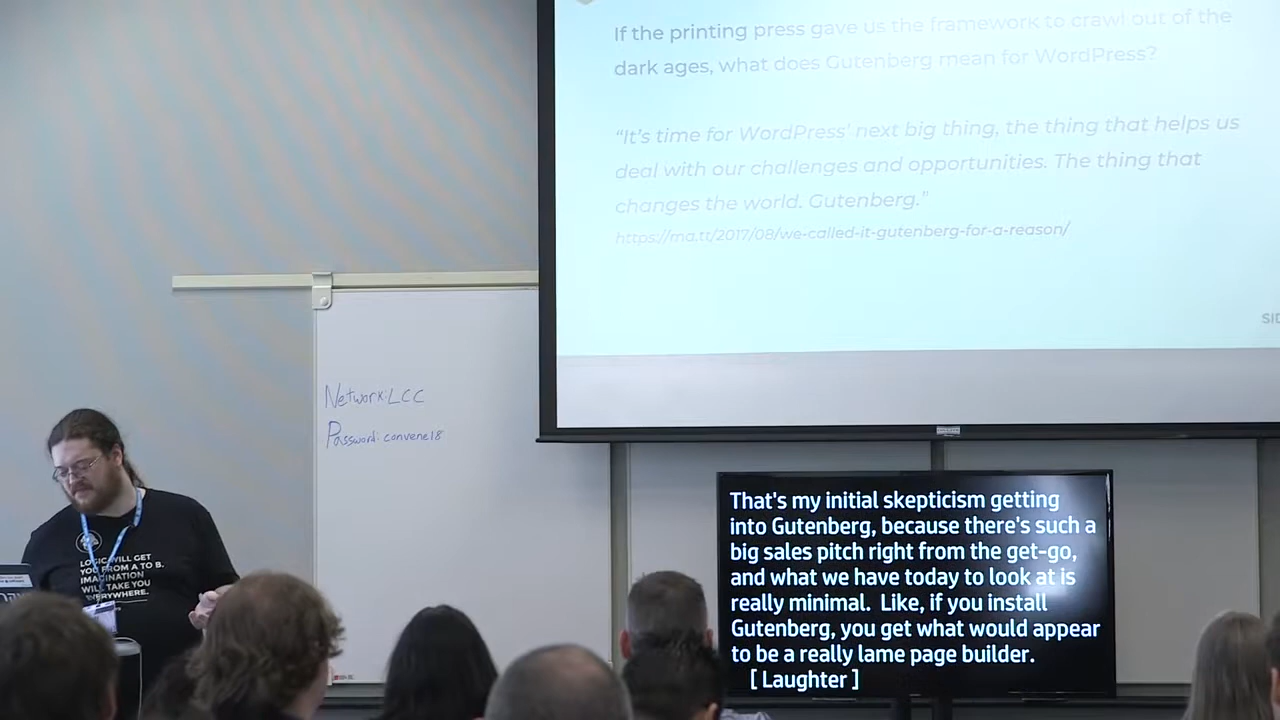 If the printing press gave us the framework to crawl out of the
dark ages, what does Gutenberg mean for WordPress?
“It's time for WordPress' next big thing, the thing that helps us
deal with our challenges and opportunities. The thing that
changes the world. Gutenberg.”
https://ma.tt/2017/08/we-called-it-gutenberg-for-a-reason/
Network: LCC
Password: convene18
LOGIC WILL GET
YOU FROM A TO B.
IMAGINATION
WILL TAKE YOU
EVERYWHERE.
That's my initial skepticism getting
into Gutenberg, because there's such a
big sales pitch right from the get-go,
and what we have today to look at is
really minimal. Like, if you install
Gutenberg, you get what would appear
to be a really lame page builder.
[ Laughter ]